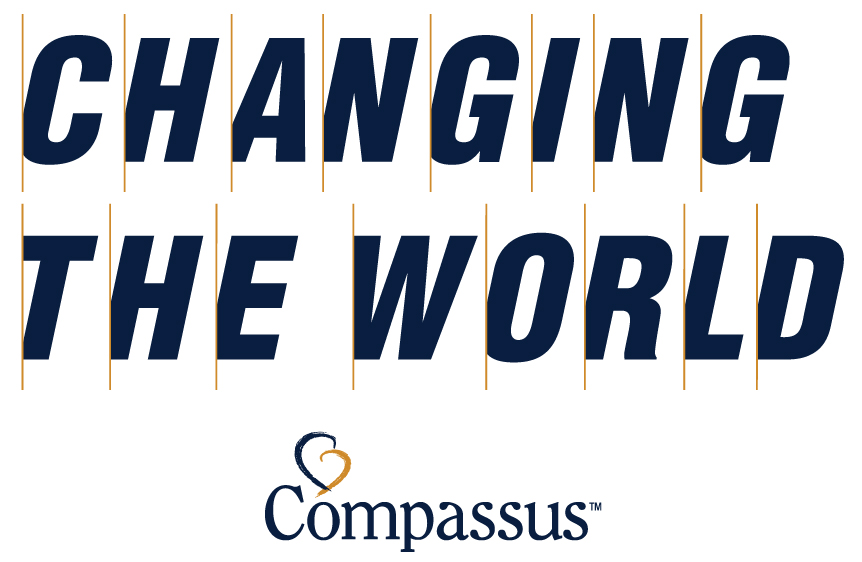 CHANGING
THE WORLD
Compassus™